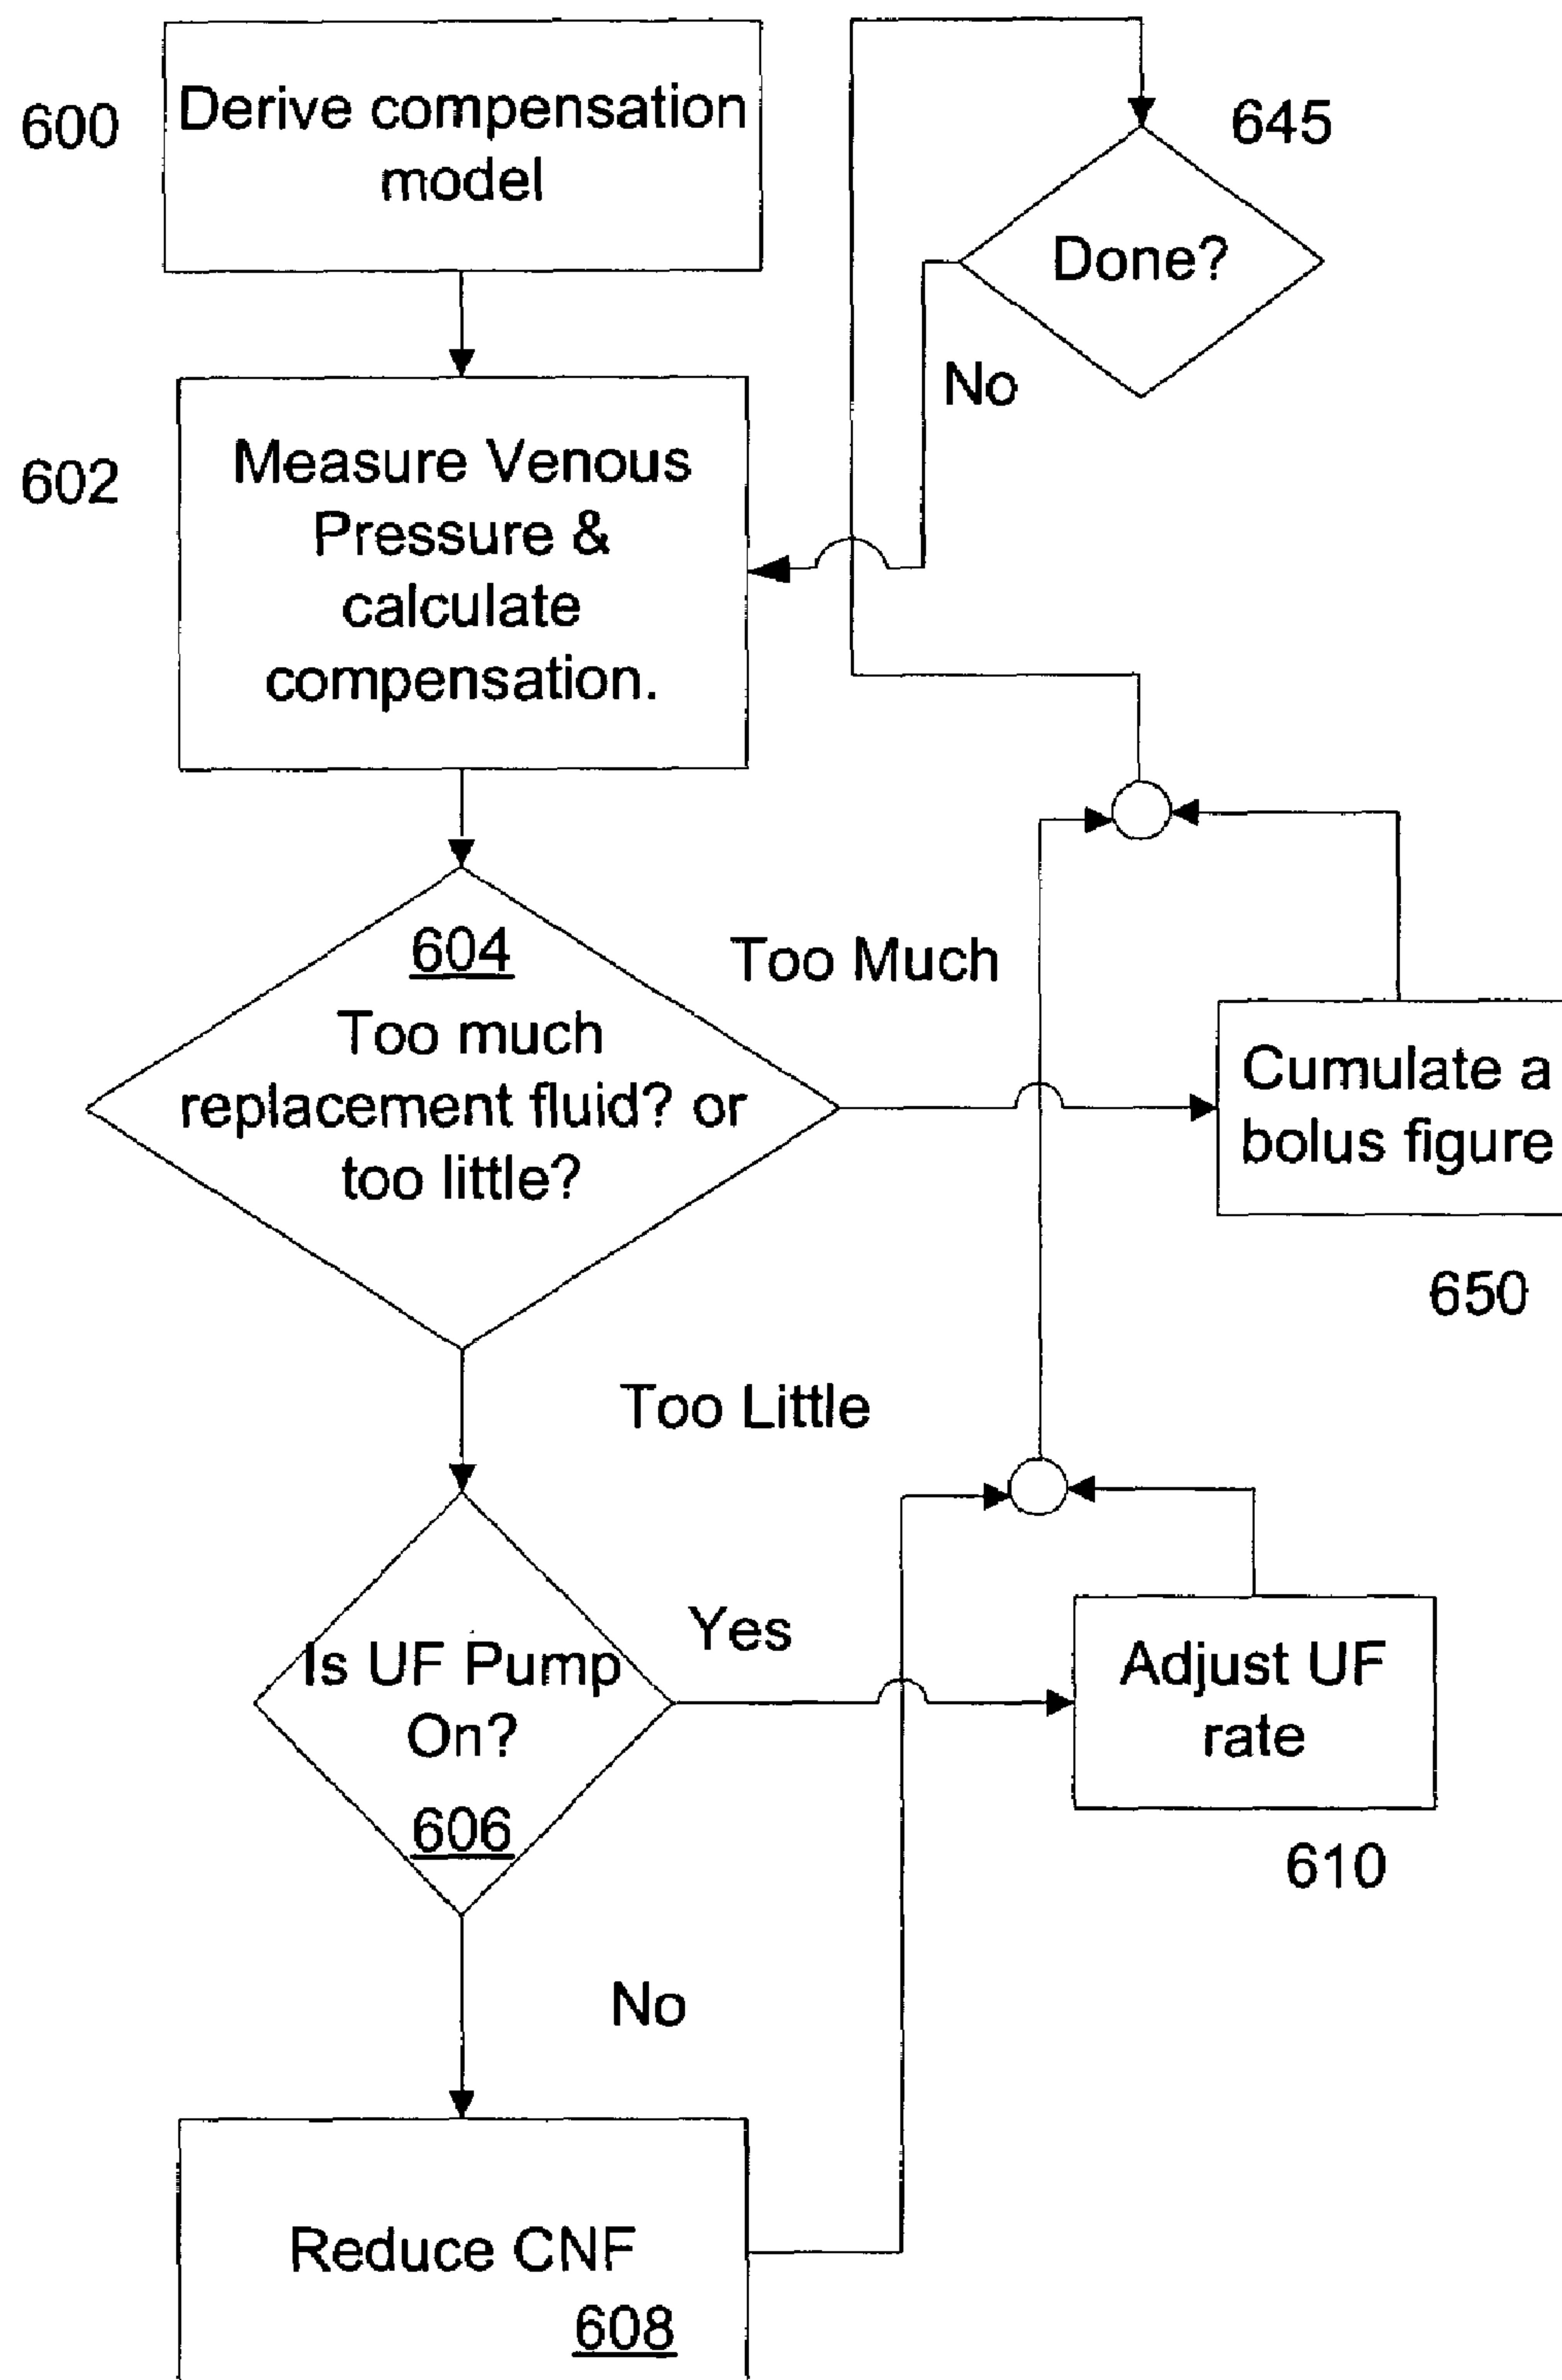 600
Derive compensation
model
645
Done?
No
602
Measure Venous
Pressure &
calculate
compensation.
604
Too much
replacement fluid? or
too little?
Too Much
Cumulate a
bolus figure
650
Too Little
Is UF Pump
On?
606
Yes
Adjust UF
rate
610
No
Reduce CNF
608